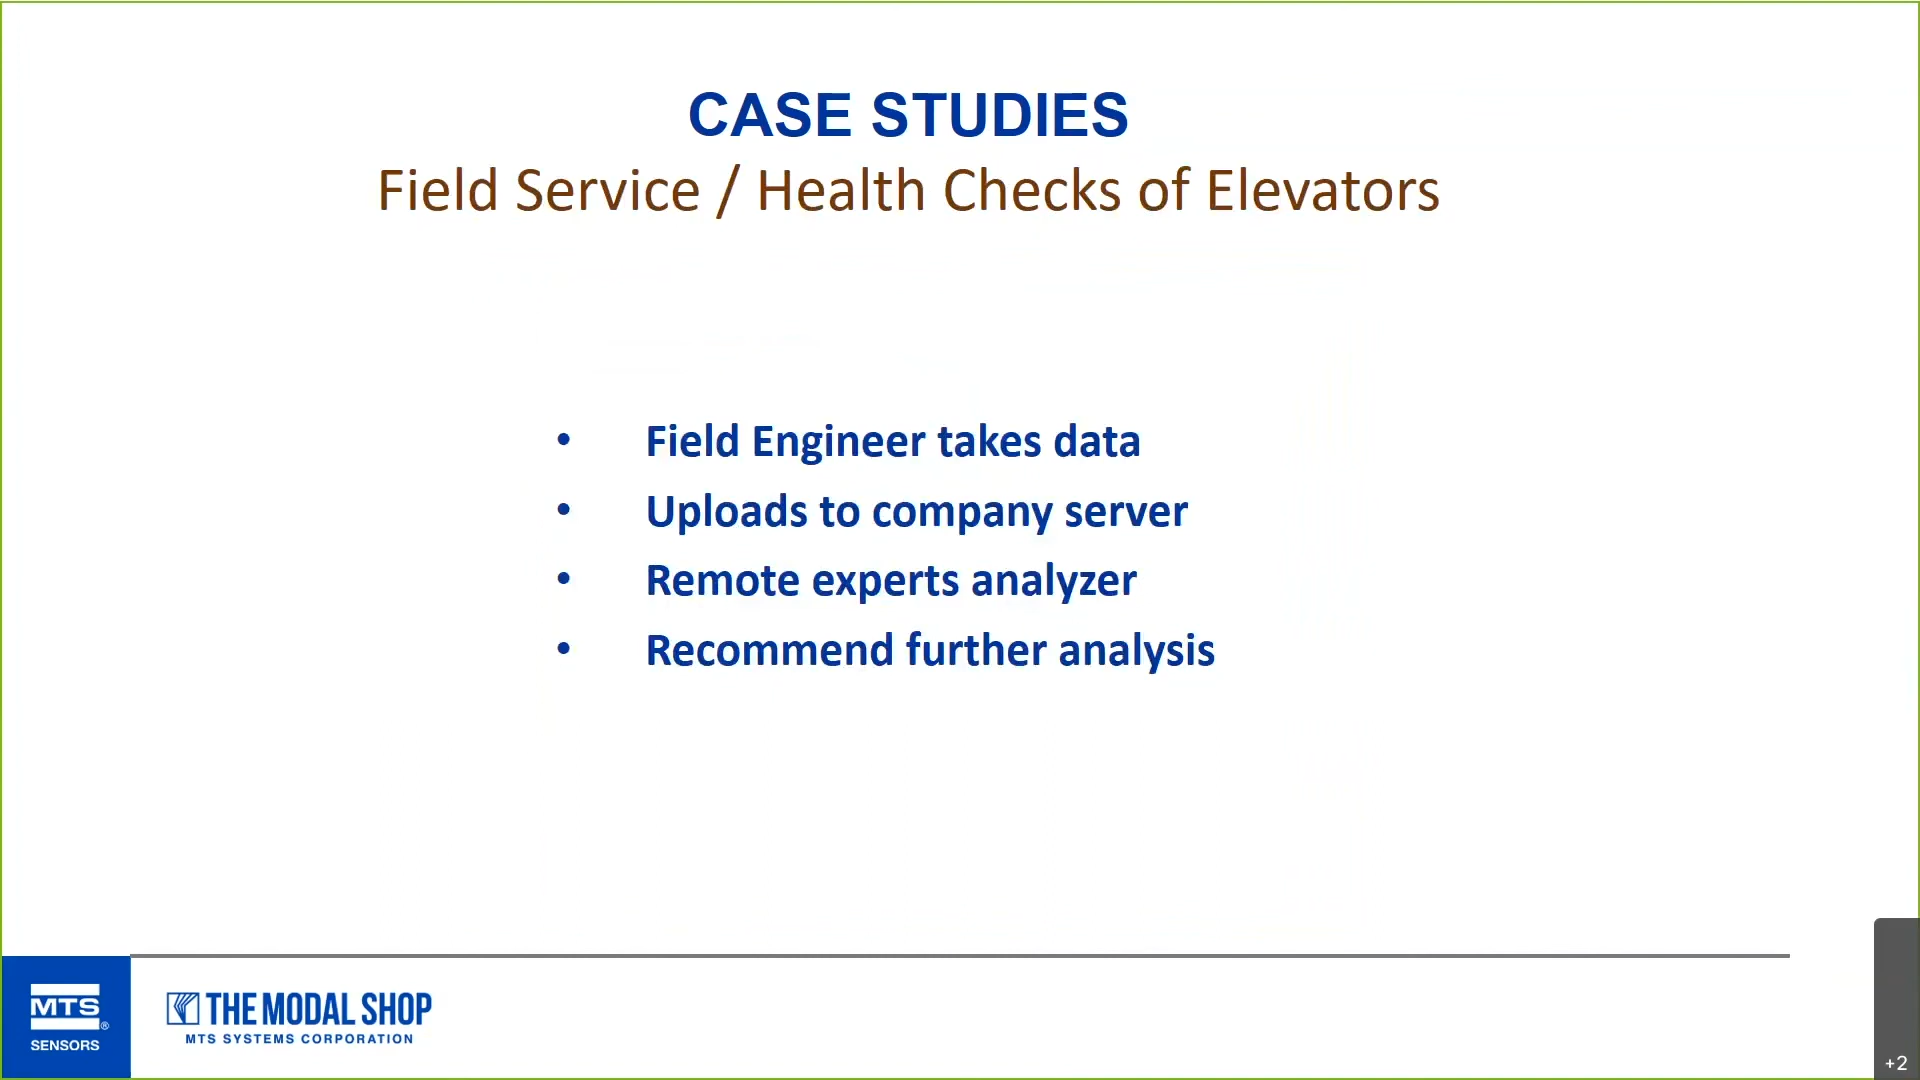 CASE STUDIES
Field Service / Health Checks of Elevators
• Field Engineer takes data
• Uploads to company server
• Remote experts analyzer
• Recommend further analysis
MTS®
SENSORS
THE MODAL SHOP
MTS SYSTEMS CORPORATION
+2